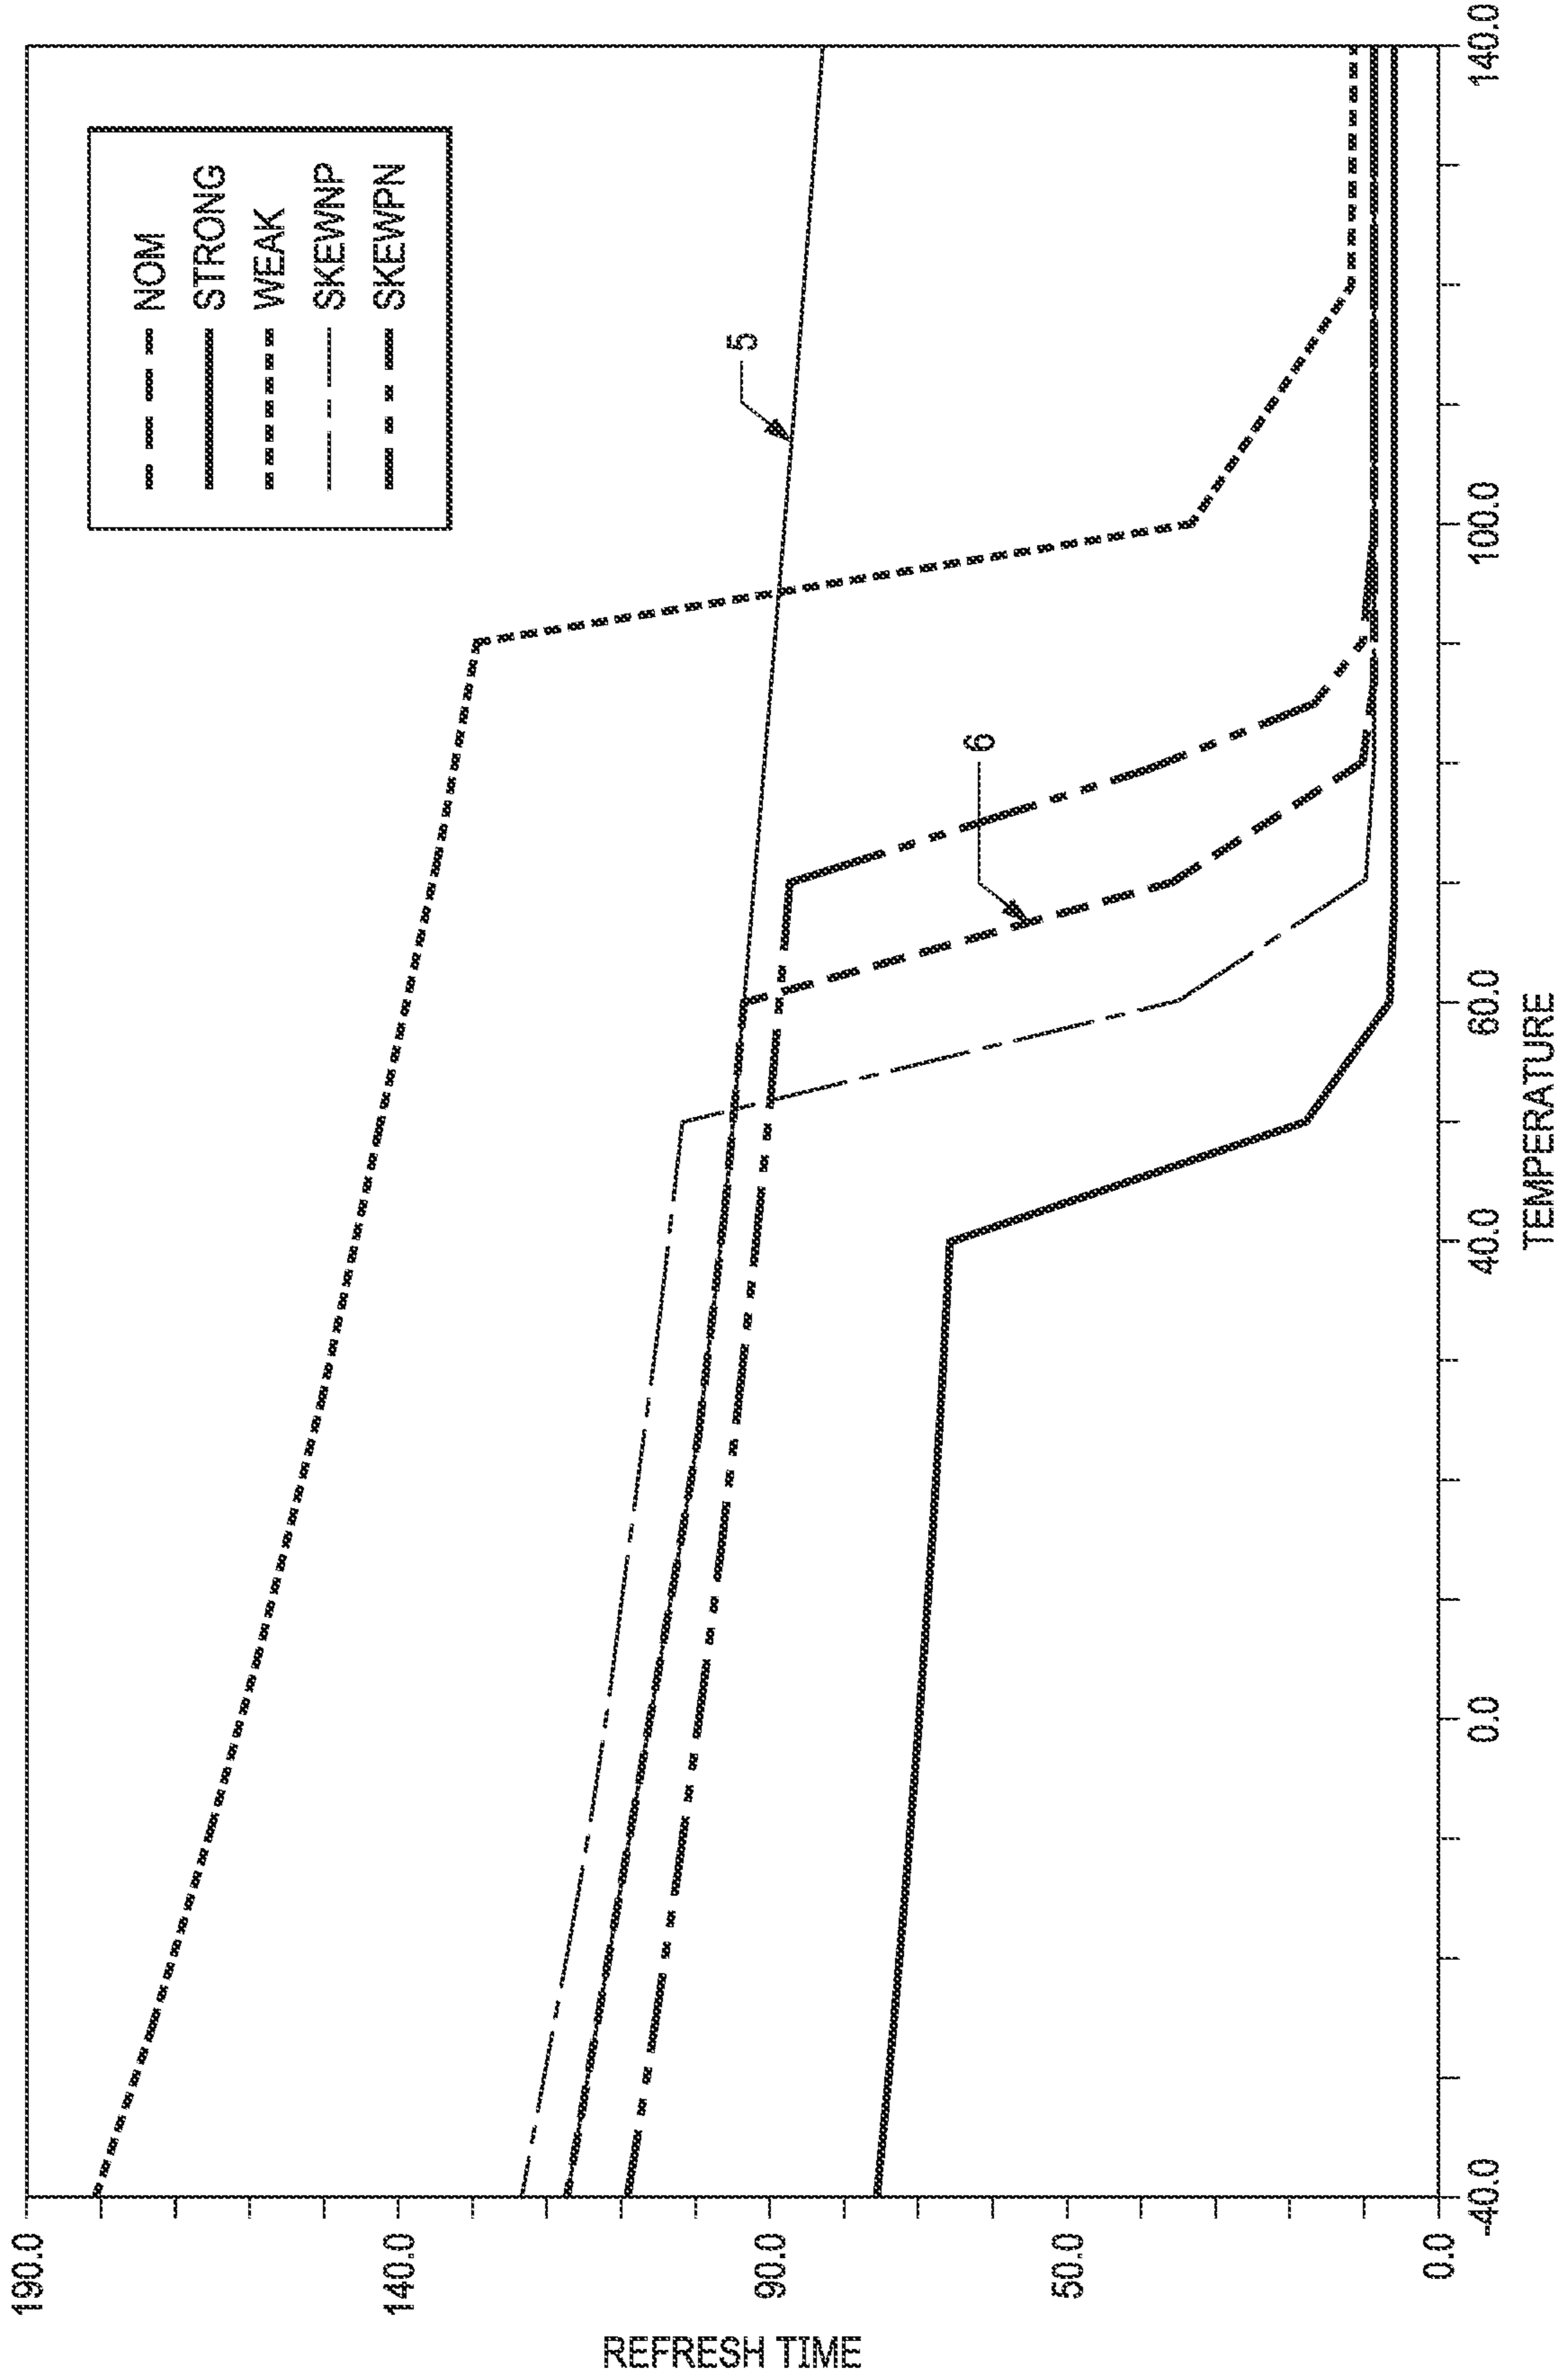 190.0
140.0
90.0
50.0
0.0
REFRESH TIME
NOM
STRONG
WEAK
SKEWNP
SKEWPN
5
6
-40.0
0.0
40.0
60.0
100.0
140.0
TEMPERATURE